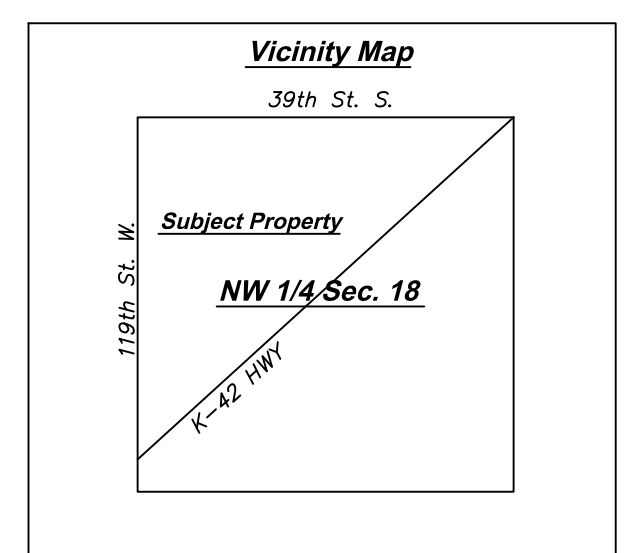 Vicinity Map
39th St. S.
119th St. W.
Subject Property
NW 1/4 Sec. 18
K-42 HWY